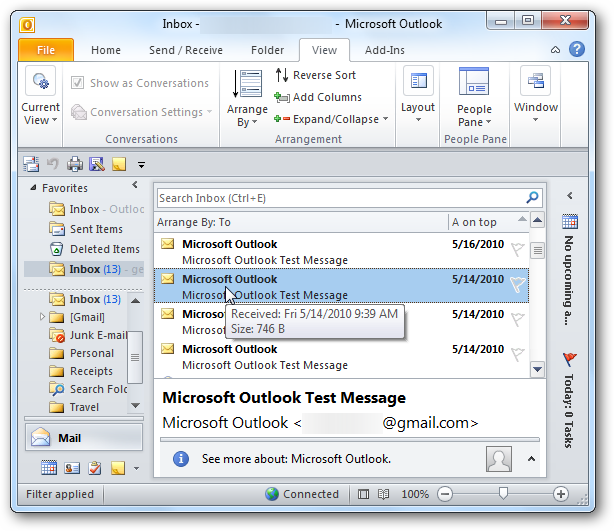 Inbox - - Microsoft Outlook
File Home Send / Receive Folder View Add-Ins
Current View
Show as Conversations
Conversation Settings
Conversations
Arrange By
Reverse Sort
Add Columns
Expand/Collapse
Arrangement
Layout
People Pane
People Pane
Window
Favorites
Inbox - Outloo
Sent Items
Deleted Items
Inbox (13) - ge
Inbox (13)
[Gmail]
Junk E-mai
Personal
Receipts
Search Fold
Travel
Mail
Search Inbox (Ctrl+E)
Arrange By: To A on top
Microsoft Outlook 5/16/2010
Microsoft Outlook Test Message
Microsoft Outlook 5/14/2010
Microsoft Outlook Test Message
Microso 5/14/2010
Microso
Received: Fri 5/14/2010 9:39 AM
Size: 746 B
Microsoft Outlook 5/14/2010
Microsoft Outlook Test Message
Microsoft Outlook Test Message
Microsoft Outlook < @gmail.com>
See more about: Microsoft Outlook.
No upcoming a...
Today: 0 Tasks
Filter applied Connected 100%